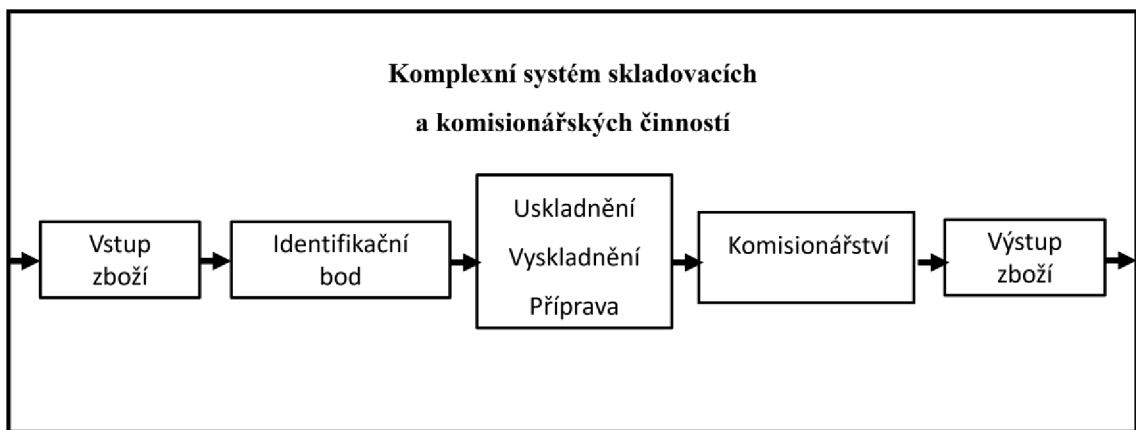 Komplexní systém skladovacích
a komisionářských činností
Vstup
zboží
Identifikační
bod
Uskladnění
Vyskladnění
Příprava
Komisionářství
Výstup
zboží